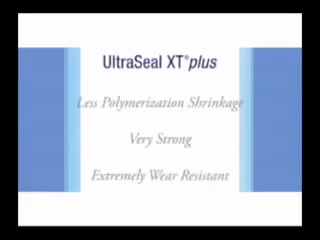 UltraSeal XT®plus
Less Polymerization Shrinkage
Very Strong
Extremely Wear Resistant